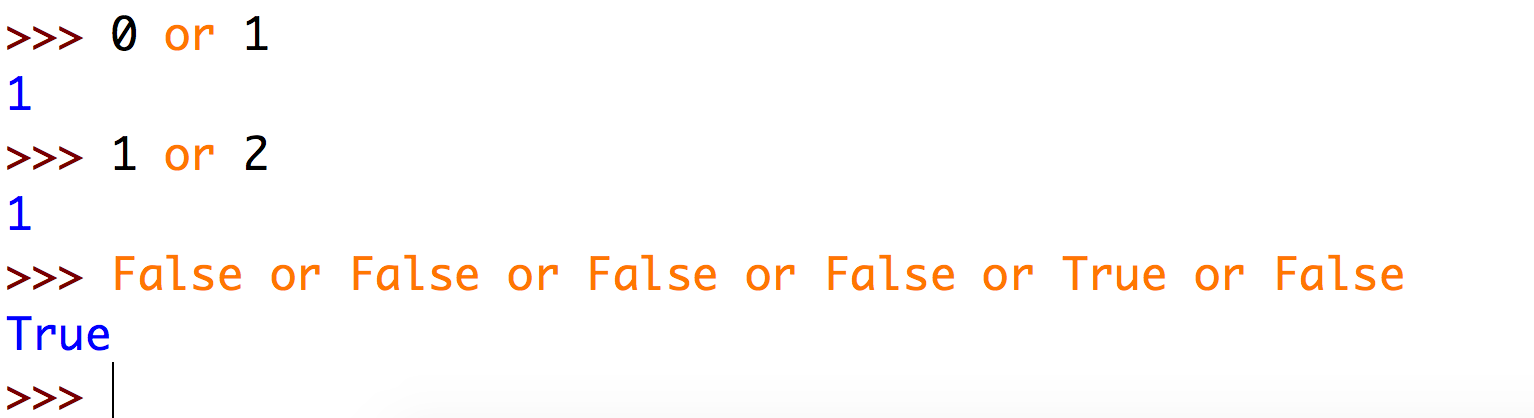 >>> 0 or 1
1
>>> 1 or 2
1
>>> False or False or False or False or True or False
True
>>>